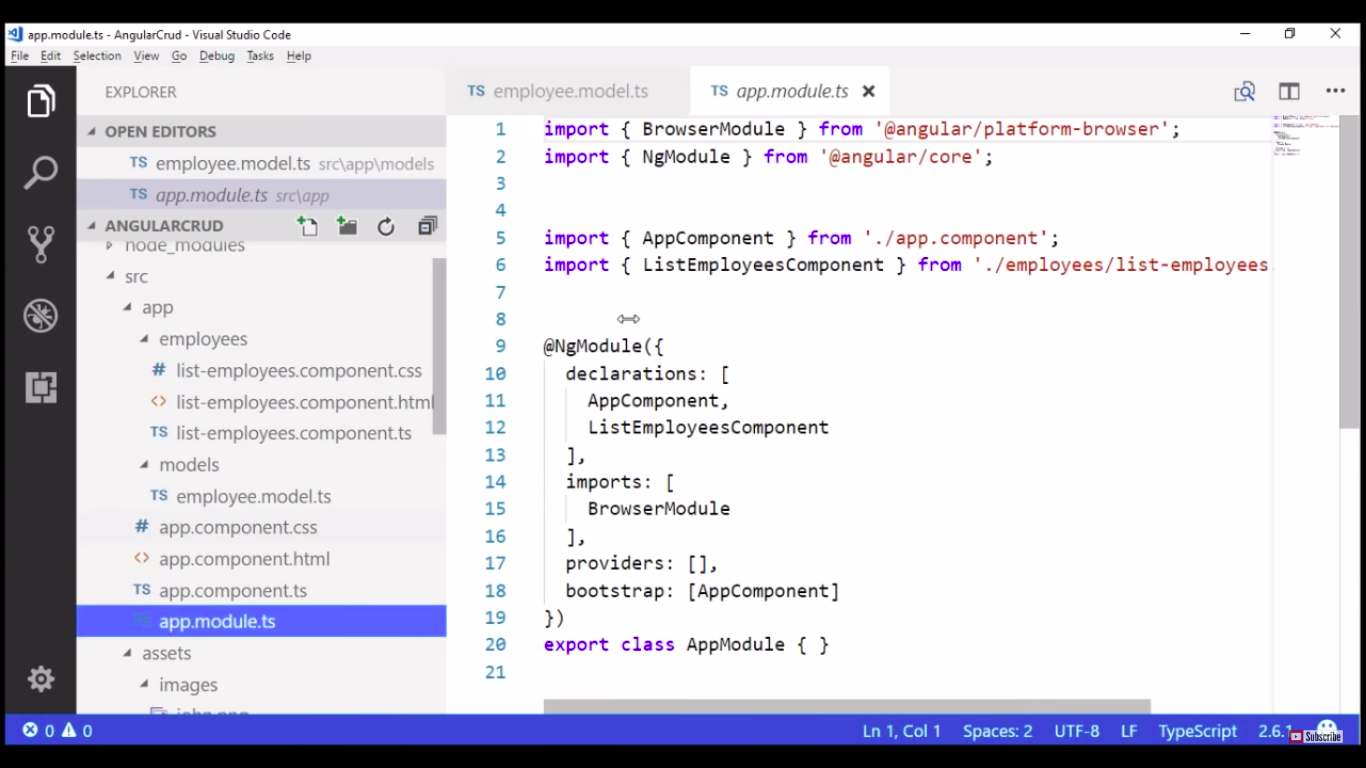 app.module.ts - AngularCrud - Visual Studio Code
File Edit Selection View Go Debug Tasks Help
EXPLORER
OPEN EDITORS
TS employee.model.ts src\app\models
TS app.module.ts src\app
ANGULARCRUD
node_modules
src
app
employees
# list-employees.component.css
<> list-employees.component.html
TS list-employees.component.ts
models
TS employee.model.ts
# app.component.css
<> app.component.html
TS app.component.ts
TS app.module.ts
assets
images
john.png
TS employee.model.ts
TS app.module.ts
1 import { BrowserModule } from '@angular/platform-browser';
2 import { NgModule } from '@angular/core';
3
4
5 import { AppComponent } from './app.component';
6 import { ListEmployeesComponent } from './employees/list-employees
7
8
9 @NgModule({
10 declarations: [
11 AppComponent,
12 ListEmployeesComponent
13 ],
14 imports: [
15 BrowserModule
16 ],
17 providers: [],
18 bootstrap: [AppComponent]
19 })
20 export class AppModule { }
21
0 0 Ln 1, Col 1 Spaces: 2 UTF-8 LF TypeScript 2.6.1
Subscribe